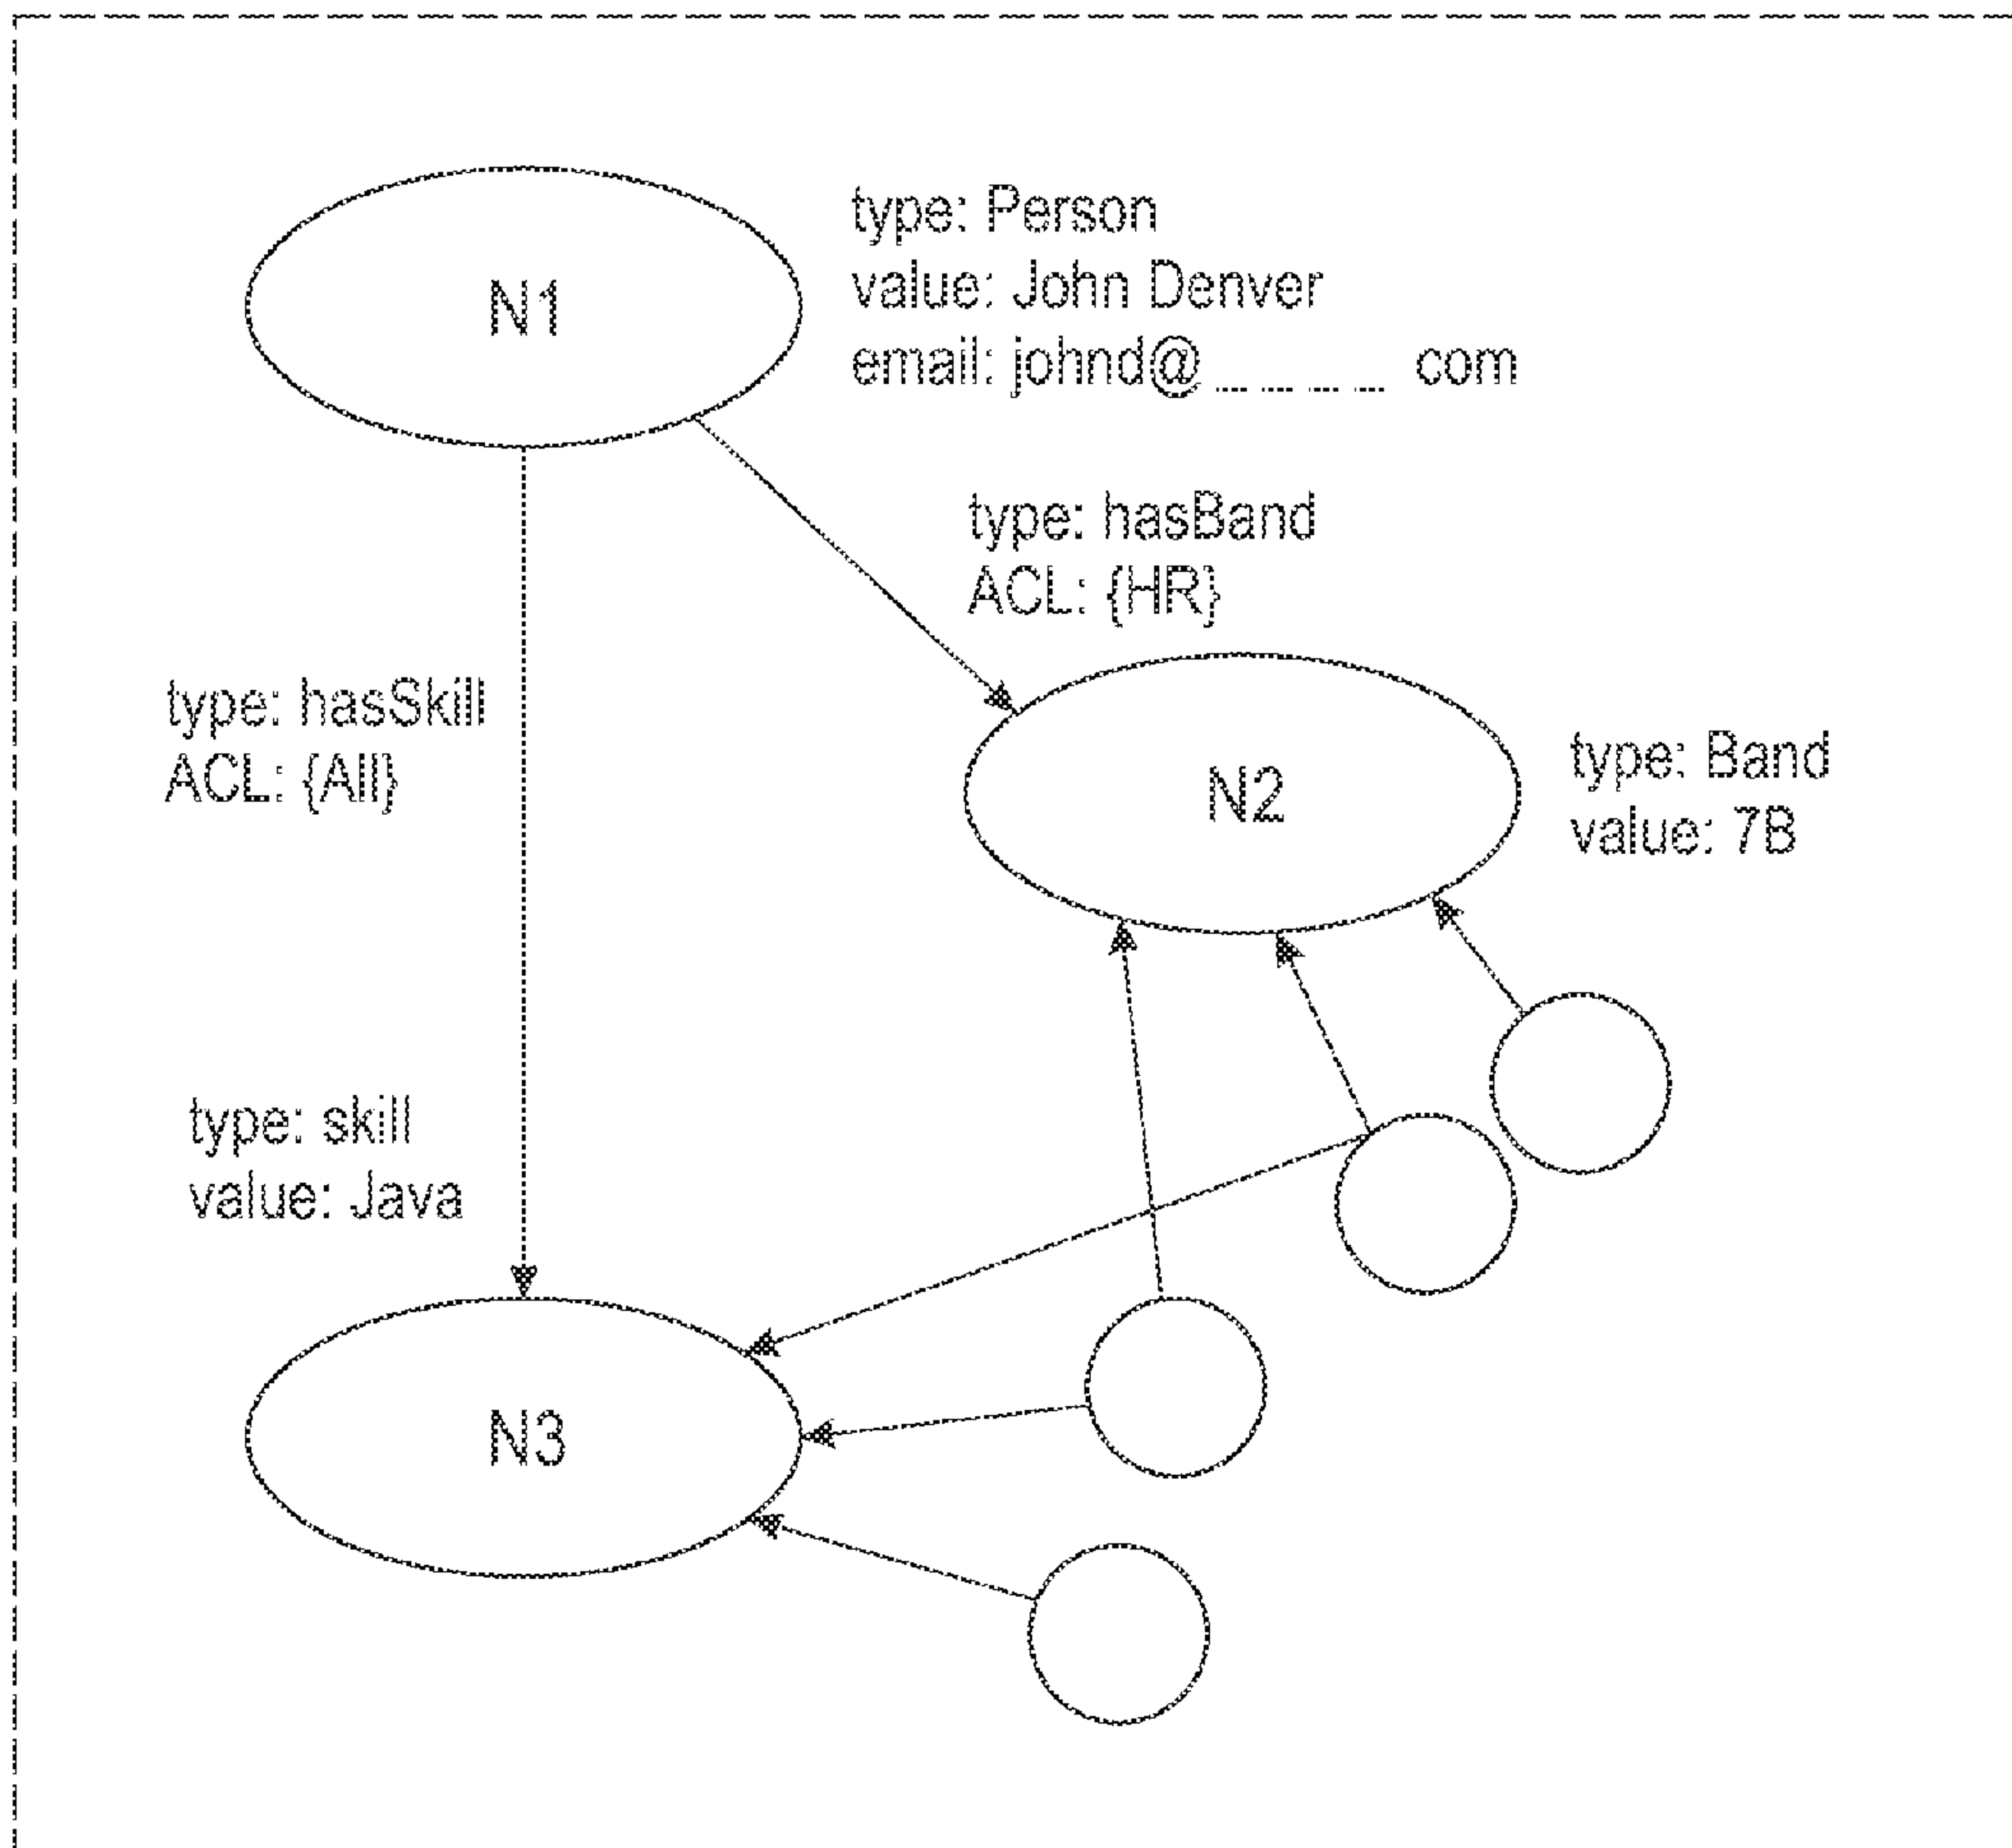 N1
type: Person
value: John Denver
email: johnd@ _ _ _ _ com
type: hasBand
ACL: {HR}
type: hasSkill
ACL: {All}
N2
type: Band
value: 7B
type: skill
value: Java
N3